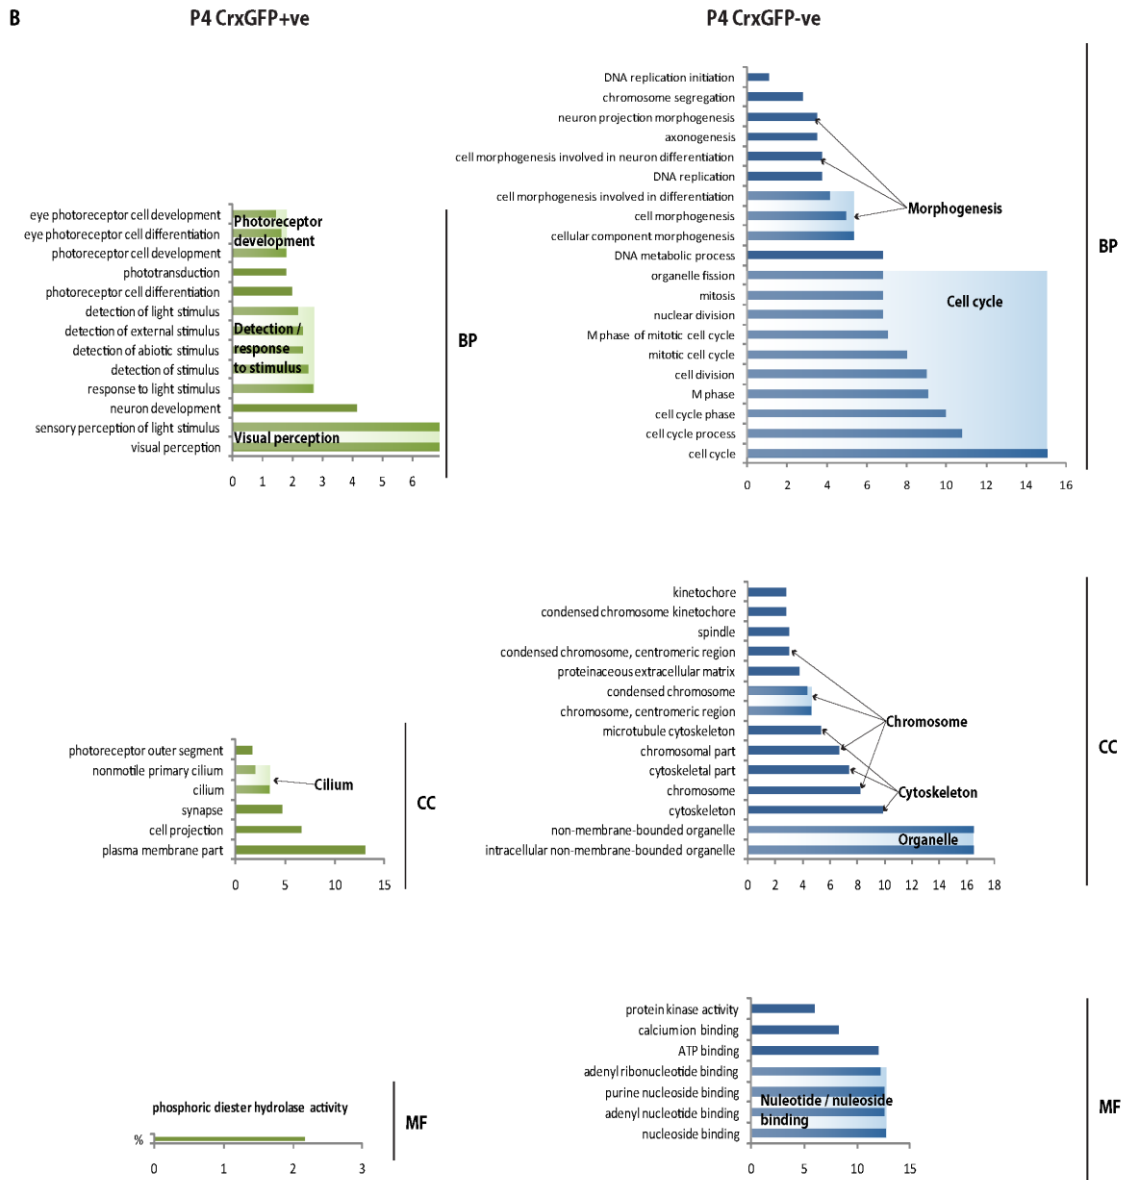 B
P4 CrxGFP+ve
P4 CrxGFP-ve
eye photoreceptor cell development
eye photoreceptor cell differentiation
photoreceptor cell development
phototransduction
photoreceptor cell differentiation
detection of light stimulus
detection of external stimulus
detection of abiotic stimulus
detection of stimulus
response to light stimulus
neuron development
sensory perception of light stimulus
visual perception
Photoreceptor
development
Detection /
response
to stimulus
Visual perception
0 1 2 3 4 5 6
BP
DNA replication initiation
chromosome segregation
neuron projection morphogenesis
axonogenesis
cell morphogenesis involved in neuron differentiation
DNA replication
cell morphogenesis involved in differentiation
cell morphogenesis
cellular component morphogenesis
DNA metabolic process
organelle fission
mitosis
nuclear division
M phase of mitotic cell cycle
mitotic cell cycle
cell division
M phase
cell cycle phase
cell cycle process
cell cycle
Morphogenesis
Cell cycle
0 2 4 6 8 10 12 14 16
BP
photoreceptor outer segment
nonmotile primary cilium
cilium
synapse
cell projection
plasma membrane part
Cilium
0 5 10 15
CC
kinetochore
condensed chromosome kinetochore
spindle
condensed chromosome, centromeric region
proteinaceous extracellular matrix
condensed chromosome
chromosome, centromeric region
microtubule cytoskeleton
chromosomal part
cytoskeletal part
chromosome
cytoskeleton
non-membrane-bounded organelle
intracellular non-membrane-bounded organelle
Chromosome
Cytoskeleton
Organelle
0 2 4 6 8 10 12 14 16 18
CC
phosphoric diester hydrolase activity
%
0 1 2 3
MF
protein kinase activity
calcium ion binding
ATP binding
adenyl ribonucleotide binding
purine nucleoside binding
adenyl nucleotide binding
nucleoside binding
Nuleotide / nuleoside
binding
0 5 10 15
MF